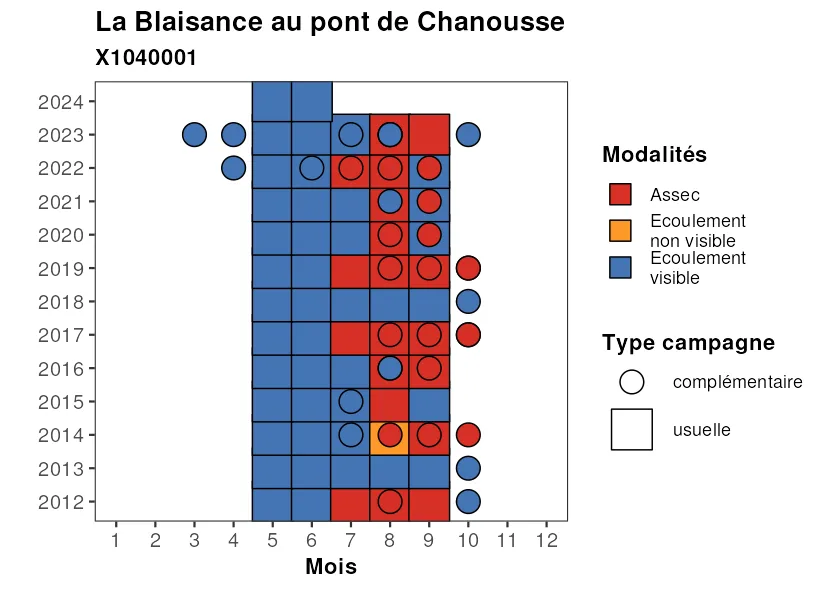 La Blaisance au pont de Chanousse
X1040001
2024
2023
2022
2021
2020
2019
2018
2017
2016
2015
2014
2013
2012
1 2 3 4 5 6 7 8 9 10 11 12
Mois
Modalités
Assec
Ecoulement
non visible
Ecoulement
visible
Type campagne
complémentaire
usuelle